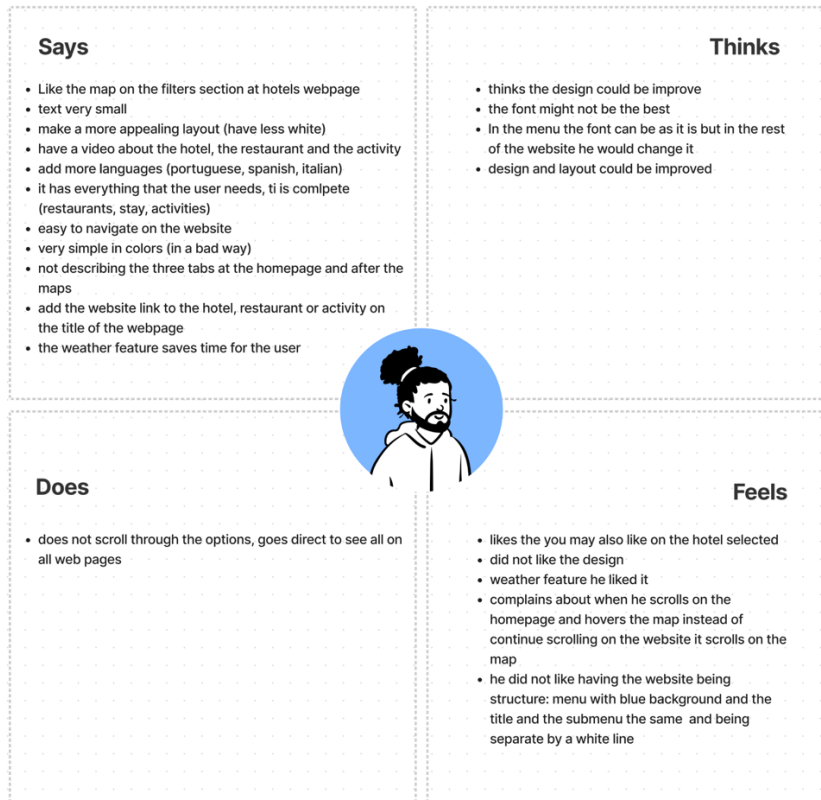 Says
• Like the map on the filters section at hotels webpage
• text very small
• make a more appealing layout (have less white)
• have a video about the hotel, the restaurant and the activity
• add more languages (portuguese, spanish, italian)
• it has everything that the user needs, ti is comlpete
(restaurants, stay, activities)
• easy to navigate on the website
• very simple in colors (in a bad way)
• not describing the three tabs at the homepage and after the
maps
• add the website link to the hotel, restaurant or activity on
the title of the webpage
• the weather feature saves time for the user
Thinks
• thinks the design could be improve
• the font might not be the best
• In the menu the font can be as it is but in the rest
of the website he would change it
• design and layout could be improved
Does
• does not scroll through the options, goes direct to see all on
all web pages
Feels
• likes the you may also like on the hotel selected
• did not like the design
• weather feature he liked it
• complains about when he scrolls on the
homepage and hovers the map instead of
continue scrolling on the website it scrolls on the
map
• he did not like having the website being
structure: menu with blue background and the
title and the submenu the same and being
separate by a white line